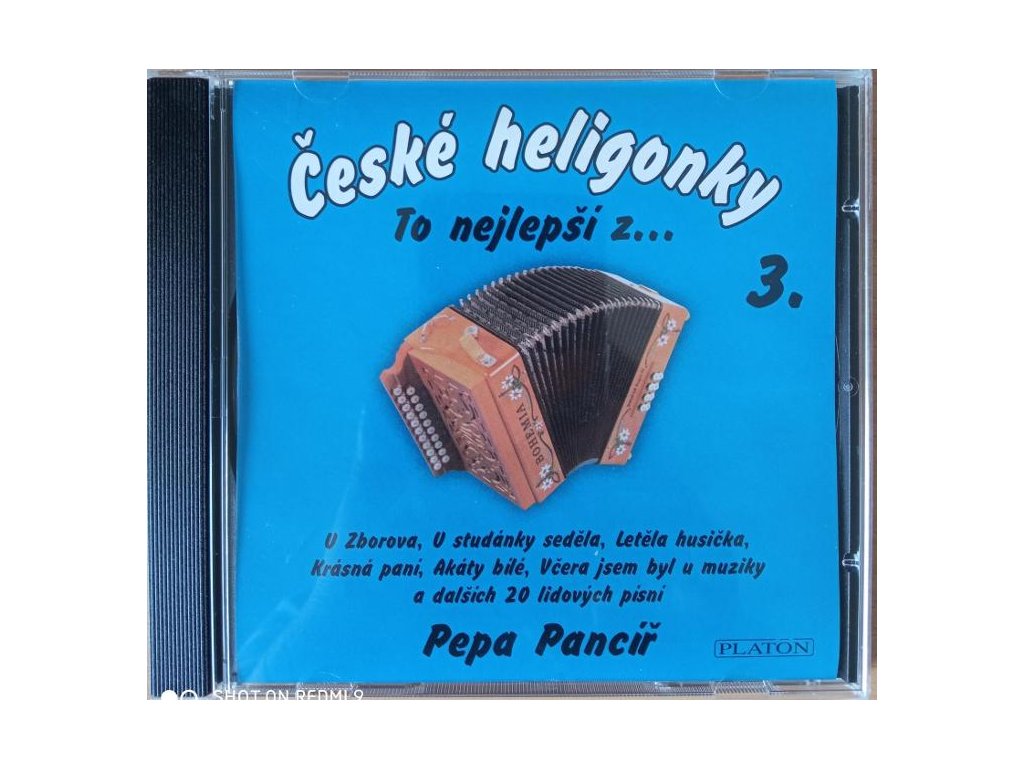 České heligonky
To nejlepší z...
3.
BOHEMIA
U Zborova, U studánky seděla, Letěla husička,
Krásná paní, Akáty bílé, Včera jsem byl u muziky
a dalších 20 lidových písní
Pepa Pancíř
PLATON
SHOT ON REDMI 9